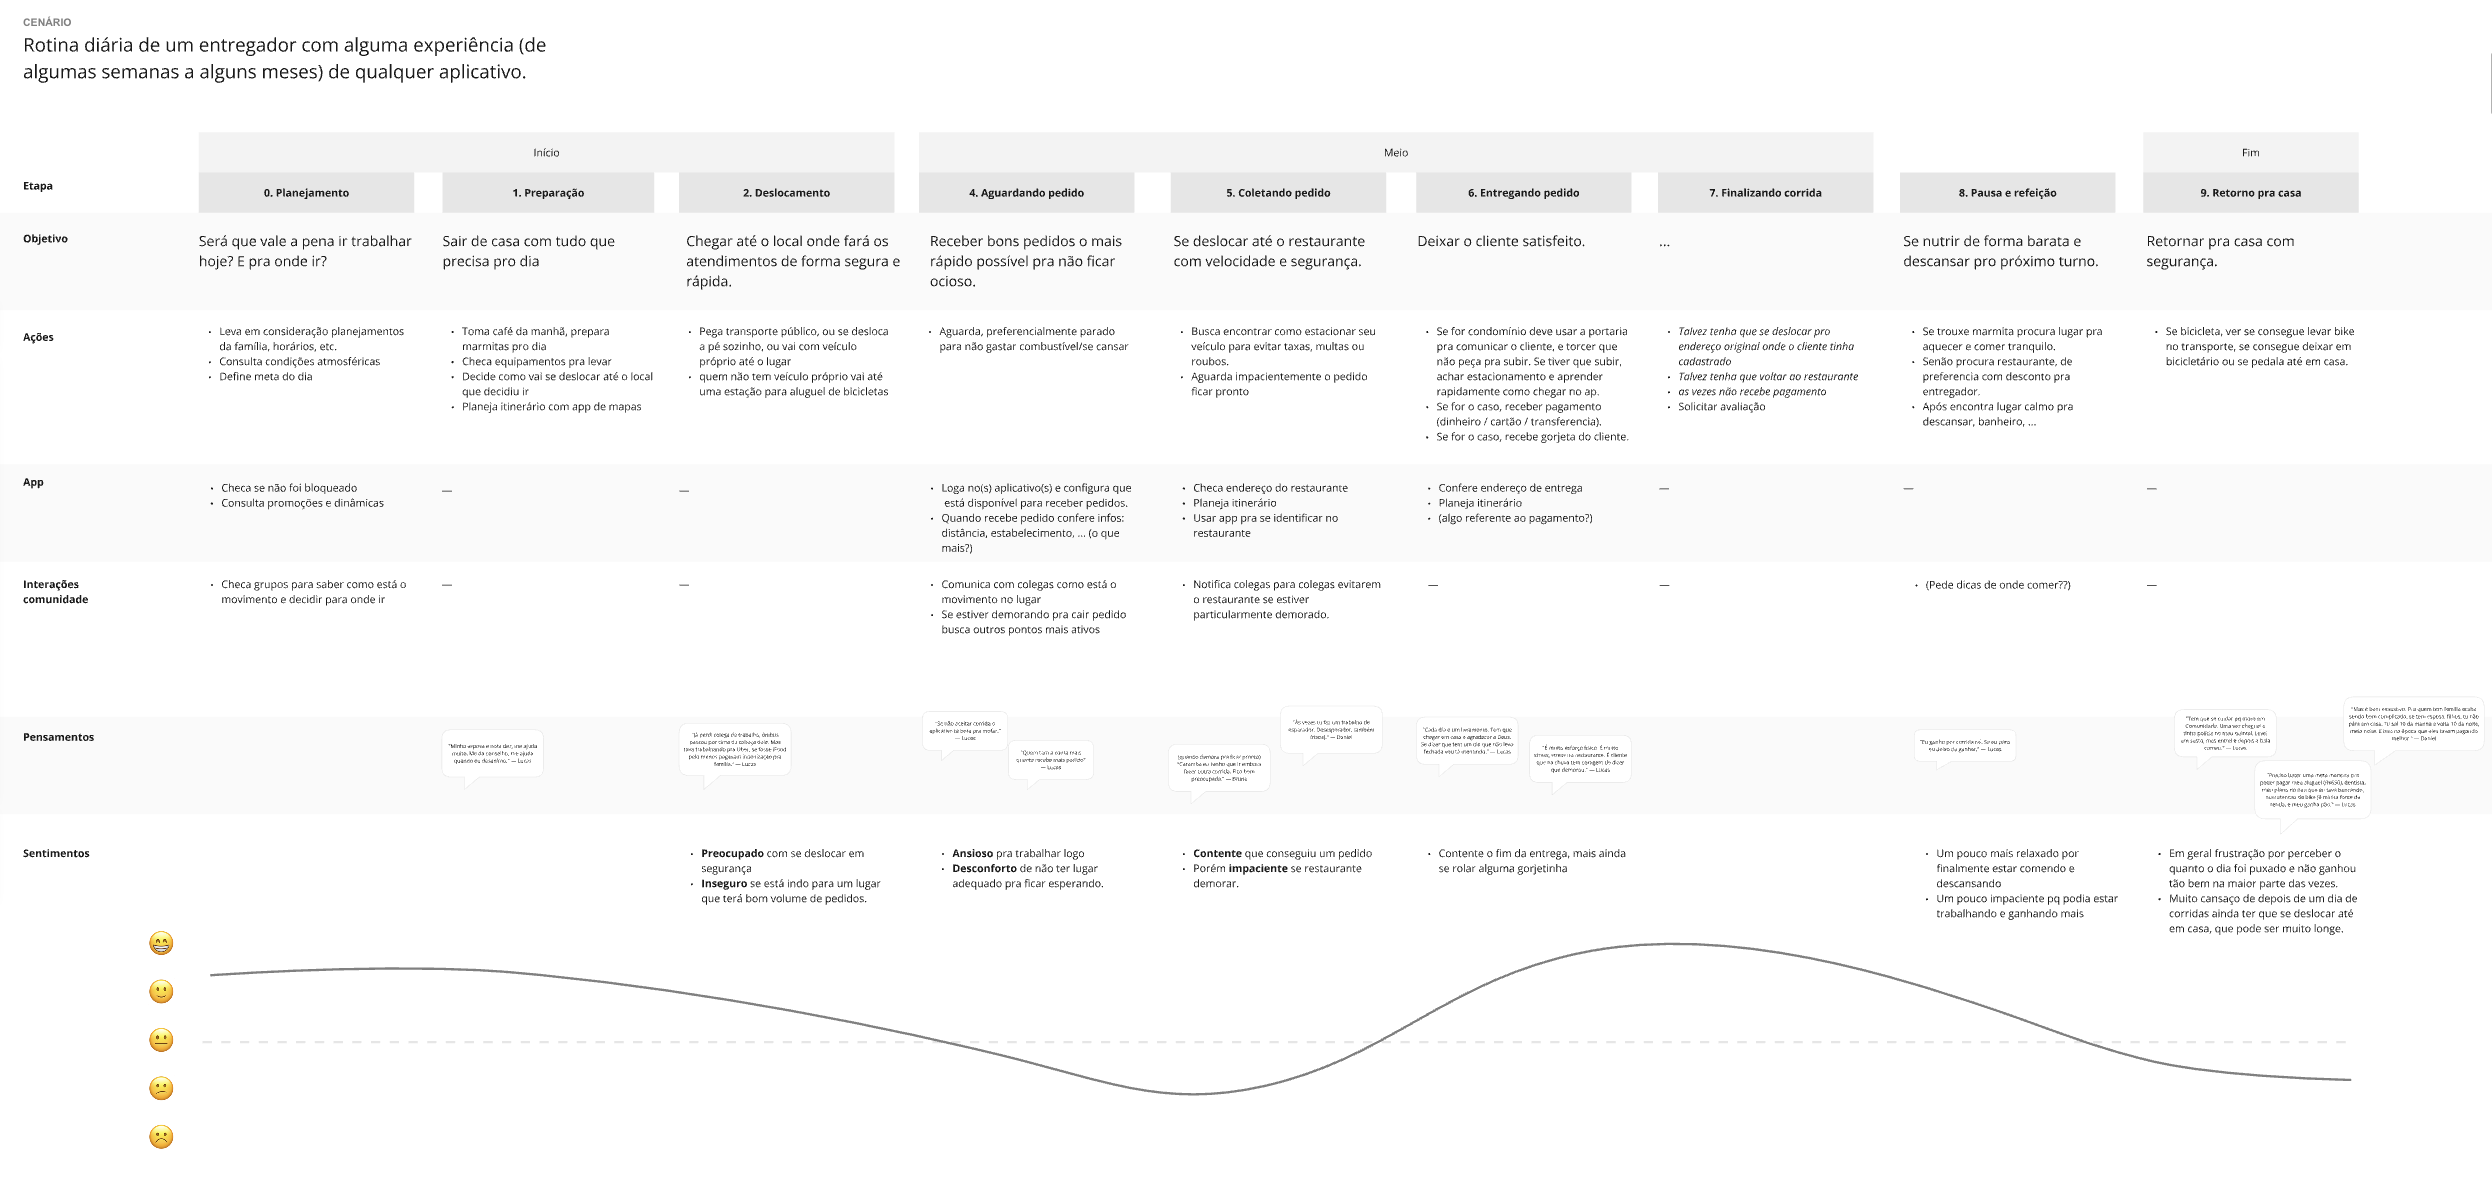 CENÁRIO
Rotina diária de um entregador com alguma experiência (de
algumas semanas a alguns meses) de qualquer aplicativo.
Início
Meio
Fim
Etapa
0. Planejamento
1. Preparação
2. Deslocamento
4. Aguardando pedido
5. Coletando pedido
6. Entregando pedido
7. Finalizando corrida
8. Pausa e refeição
9. Retorno pra casa
Objetivo
Será que vale a pena ir trabalhar
hoje? E pra onde ir?
Sair de casa com tudo que
precisa pro dia
Chegar até o local onde fará os
atendimentos de forma segura e
rápida.
Receber bons pedidos o mais
rápido possível pra não ficar
ocioso.
Se deslocar até o restaurante
com velocidade e segurança.
Deixar o cliente satisfeito.
...
Se nutrir de forma barata e
descansar pro próximo turno.
Retornar pra casa com
segurança.
Ações
• Leva em consideração planejamentos
da família, horários, etc.
• Consulta condições atmosféricas
• Define meta do dia
• Toma café da manhã, prepara
marmitas pro dia
• Checa equipamentos pra levar
• Decide como vai se deslocar até o local
que decidiu ir
• Planeja itinerário com app de mapas
• Pega transporte público, ou se desloca
a pé sozinho, ou vai com veículo
próprio até o lugar
• quem não tem veículo próprio vai até
uma estação para aluguel de bicicletas
• Aguarda, preferencialmente parado
para não gastar combustível/se cansar
• Busca encontrar como estacionar seu
veículo para evitar taxas, multas ou
roubos.
• Aguarda impacientemente o pedido
ficar pronto
• Se for condomínio deve usar a portaria
pra comunicar o cliente, e torcer que
não peça pra subir. Se tiver que subir,
achar estacionamento e aprender
rapidamente como chegar no ap.
• Se for o caso, receber pagamento
(dinheiro / cartão / transferencia).
• Se for o caso, recebe gorjeta do cliente.
• Talvez tenha que se deslocar pro
endereço original onde o cliente tinha
cadastrado
• Talvez tenha que voltar ao restaurante
• as vezes não recebe pagamento
• Solicitar avaliação
• Se trouxe marmita procura lugar pra
aquecer e comer tranquilo.
• Senão procura restaurante, de
preferencia com desconto pra
entregador.
• Após encontra lugar calmo pra
descansar, banheiro, ...
• Se bicicleta, ver se consegue levar bike
no transporte, se consegue deixar em
bicicletário ou se pedala até em casa.
App
• Checa se não foi bloqueado
• Consulta promoções e dinâmicas
—
—
• Loga no(s) aplicativo(s) e configura que
está disponível para receber pedidos.
• Quando recebe pedido confere infos:
distância, estabelecimento, ... (o que
mais?)
• Checa endereço do restaurante
• Planeja itinerário
• Usar app pra se identificar no
restaurante
• Confere endereço de entrega
• Planeja itinerário
• (algo referente ao pagamento?)
—
—
—
Interações
comunidade
• Checa grupos para saber como está o
movimento e decidir para onde ir
—
—
• Comunica com colegas como está o
movimento no lugar
• Se estiver demorando pra cair pedido
busca outros pontos mais ativos
• Notifica colegas para colegas evitarem
o restaurante se estiver
particularmente demorado.
—
—
• (Pede dicas de onde comer??)
—
Pensamentos
— Lucas
— Lucas
"Se não aceitar corrida o
— Lucas
"Quem tem a conta mais
quente recebe mais pedido"
— Lucas
"Às vezes tu faz um trabalho de
— Daniel
— Lucas
— Lucas
— Lucas
— Lucas
— Daniel
— Lucas
Sentimentos
• Preocupado com se deslocar em
segurança
• Inseguro se está indo para um lugar
que terá bom volume de pedidos.
• Ansioso pra trabalhar logo
• Desconforto de não ter lugar
adequado pra ficar esperando.
• Contente que conseguiu um pedido
• Porém impaciente se restaurante
demorar.
• Contente o fim da entrega, mais ainda
se rolar alguma gorjetinha
• Um pouco mais relaxado por
finalmente estar comendo e
descansando
• Um pouco impaciente pq podia estar
trabalhando e ganhando mais
• Em geral frustração por perceber o
quanto o dia foi puxado e não ganhou
tão bem na maior parte das vezes.
• Muito cansaço de depois de um dia de
corridas ainda ter que se deslocar até
em casa, que pode ser muito longe.